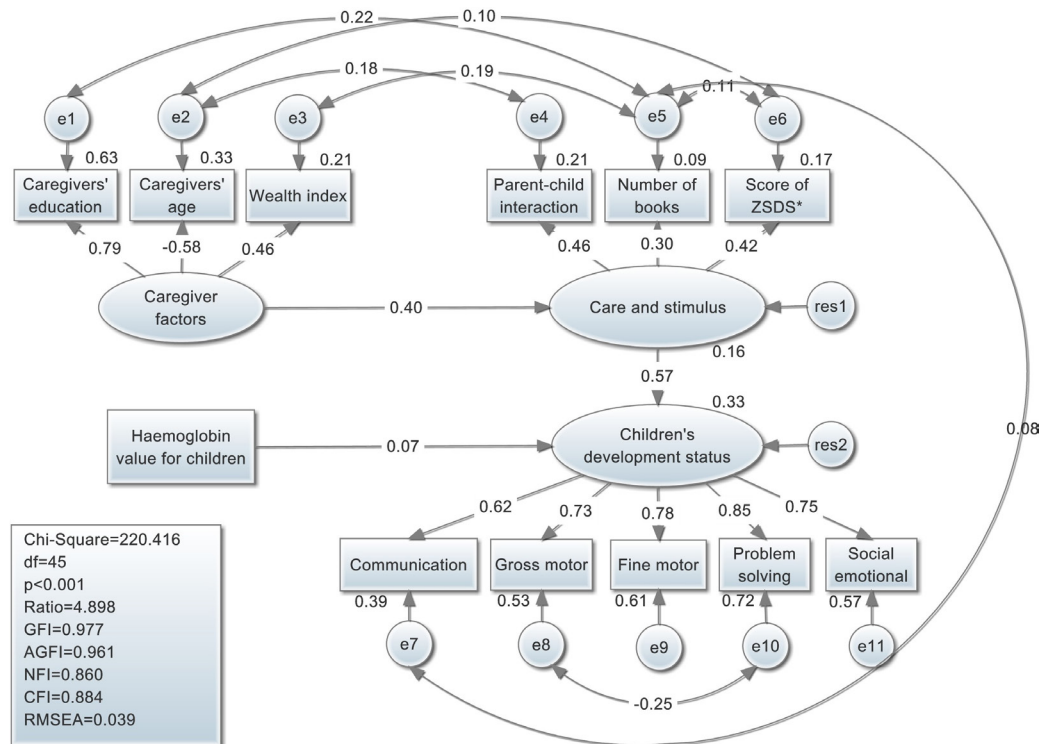 0.22
0.10
0.18
0.19
0.11
e1
e2
e3
e4
e5
e6
0.63
0.33
0.21
0.21
0.09
0.17
Caregivers'
education
Caregivers'
age
Wealth index
Parent-child
interaction
Number of
books
Score of
ZSDS*
0.79
-0.58
0.46
0.46
0.30
0.42
Caregiver
factors
0.40
Care and stimulus
res1
0.16
0.57
0.33
Haemoglobin
value for children
0.07
Children's
development status
res2
0.08
0.62
0.73
0.78
0.85
0.75
Communication
Gross motor
Fine motor
Problem
solving
Social
emotional
0.39
0.53
0.61
0.72
0.57
e7
e8
e9
e10
e11
-0.25
Chi-Square=220.416
df=45
p<0.001
Ratio=4.898
GFI=0.977
AGFI=0.961
NFI=0.860
CFI=0.884
RMSEA=0.039